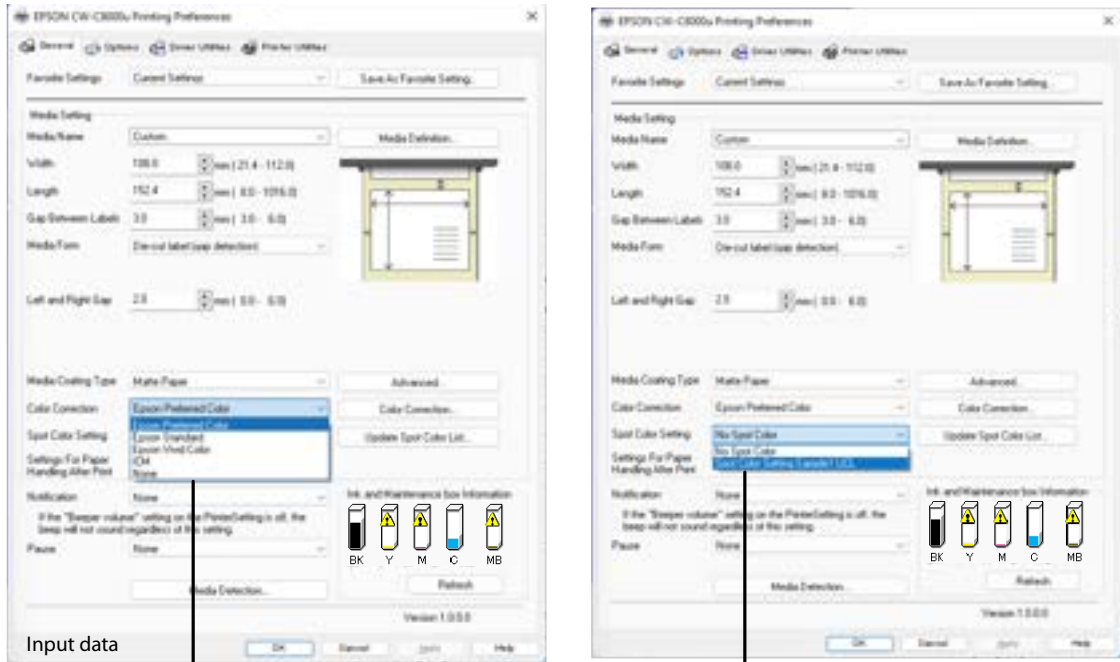 EPSON CW-C8000u Printing Preferences
General Options Driver Utilities Printer Utilities
Favorite Settings Current Settings Save As Favorite Setting...
Media Setting
Media Name Custom Media Definition...
Width 108.0 mm ( 21.4 - 112.0)
Length 152.4 mm ( 8.0 - 1016.0)
Gap Between Labels 3.0 mm ( 3.0 - 6.0)
Media Form Die-cut label (gap detection)
Left and Right Gap 2.0 mm ( 0.0 - 6.0)
Media Coating Type Matte Paper Advanced...
Color Correction Epson Preferred Color Color Correction...
Epson Preferred Color
Spot Color Setting Epson Standard Update Spot Color List...
Epson Vivid Color
Settings For Paper ICM
Handling After Print None
Notification None Ink and Maintenance box Information
If the "Beeper volume" setting on the PrinterSetting is off, the
beep will not sound regardless of this setting.
Pause None
BK Y M C MB
Refresh
Media Detection...
Version 1.0.0.0
Input data
OK Cancel Apply Help
EPSON CW-C8000u Printing Preferences
General Options Driver Utilities Printer Utilities
Favorite Settings Current Settings Save As Favorite Setting...
Media Setting
Media Name Custom Media Definition...
Width 108.0 mm ( 21.4 - 112.0)
Length 152.4 mm ( 8.0 - 1016.0)
Gap Between Labels 3.0 mm ( 3.0 - 6.0)
Media Form Die-cut label (gap detection)
Left and Right Gap 2.0 mm ( 0.0 - 6.0)
Media Coating Type Matte Paper Advanced...
Color Correction Epson Preferred Color Color Correction...
Spot Color Setting No Spot Color Update Spot Color List...
No Spot Color
Settings For Paper Spot Color Setting
Handling After Print
Notification None Ink and Maintenance box Information
If the "Beeper volume" setting on the PrinterSetting is off, the
beep will not sound regardless of this setting.
Pause None
BK Y M C MB
Refresh
Media Detection...
Version 1.0.0.0
OK Cancel Apply Help